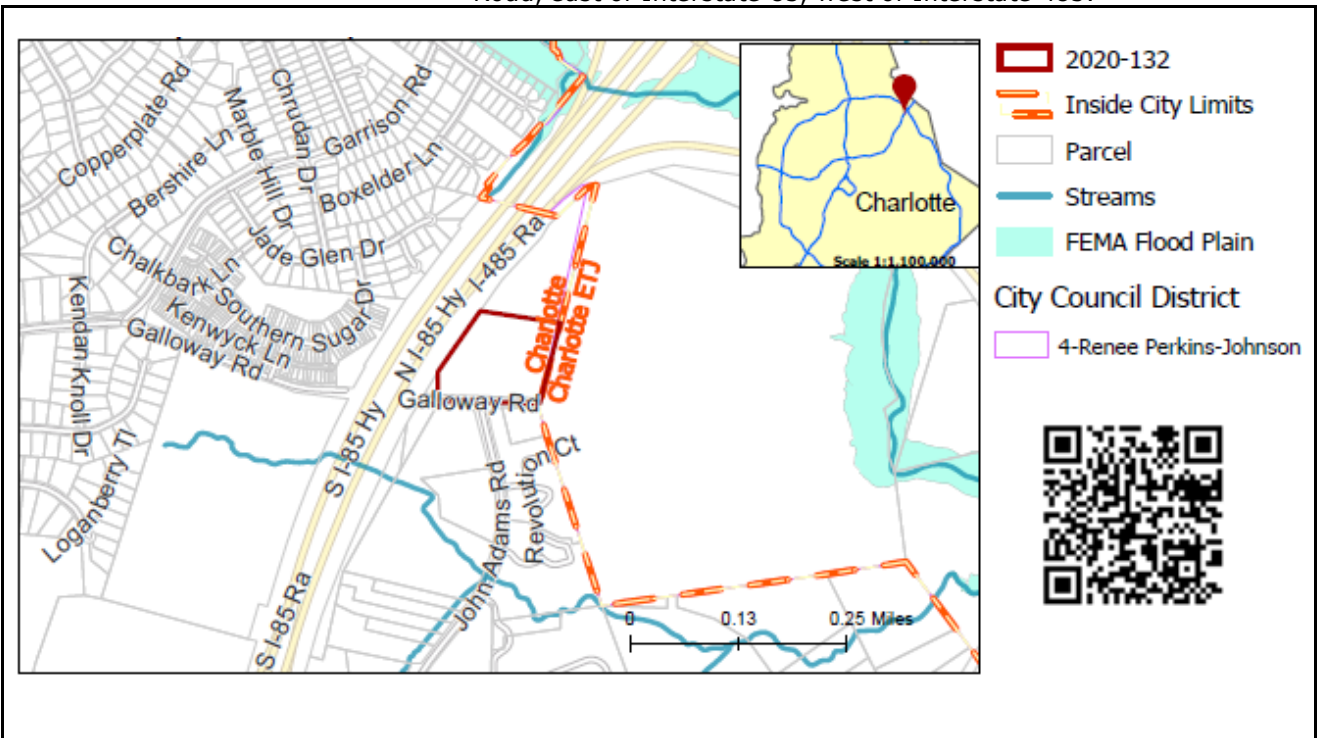 2020-132
Inside City Limits
Parcel
Streams
FEMA Flood Plain
City Council District
4-Renee Perkins-Johnson
Charlotte
Scale 1:1,100,000
Copperplate Rd
Bershire Ln
Marble Hill Dr
Chrudan Dr
Garrison Rd
Boxelder Ln
Jade Glen Dr
Chalkbark Ln
Southern Sugar Dr
Kenwyck Ln
Galloway Rd
Kendan Knoll Dr
Loganberry Tl
N I-85 Hy
I-485 Ra
S I-85 Hy
S I-85 Ra
Charlotte
Charlotte ETJ
Galloway Rd
John Adams Rd
Revolution Ct
0 0.13 0.25 Miles